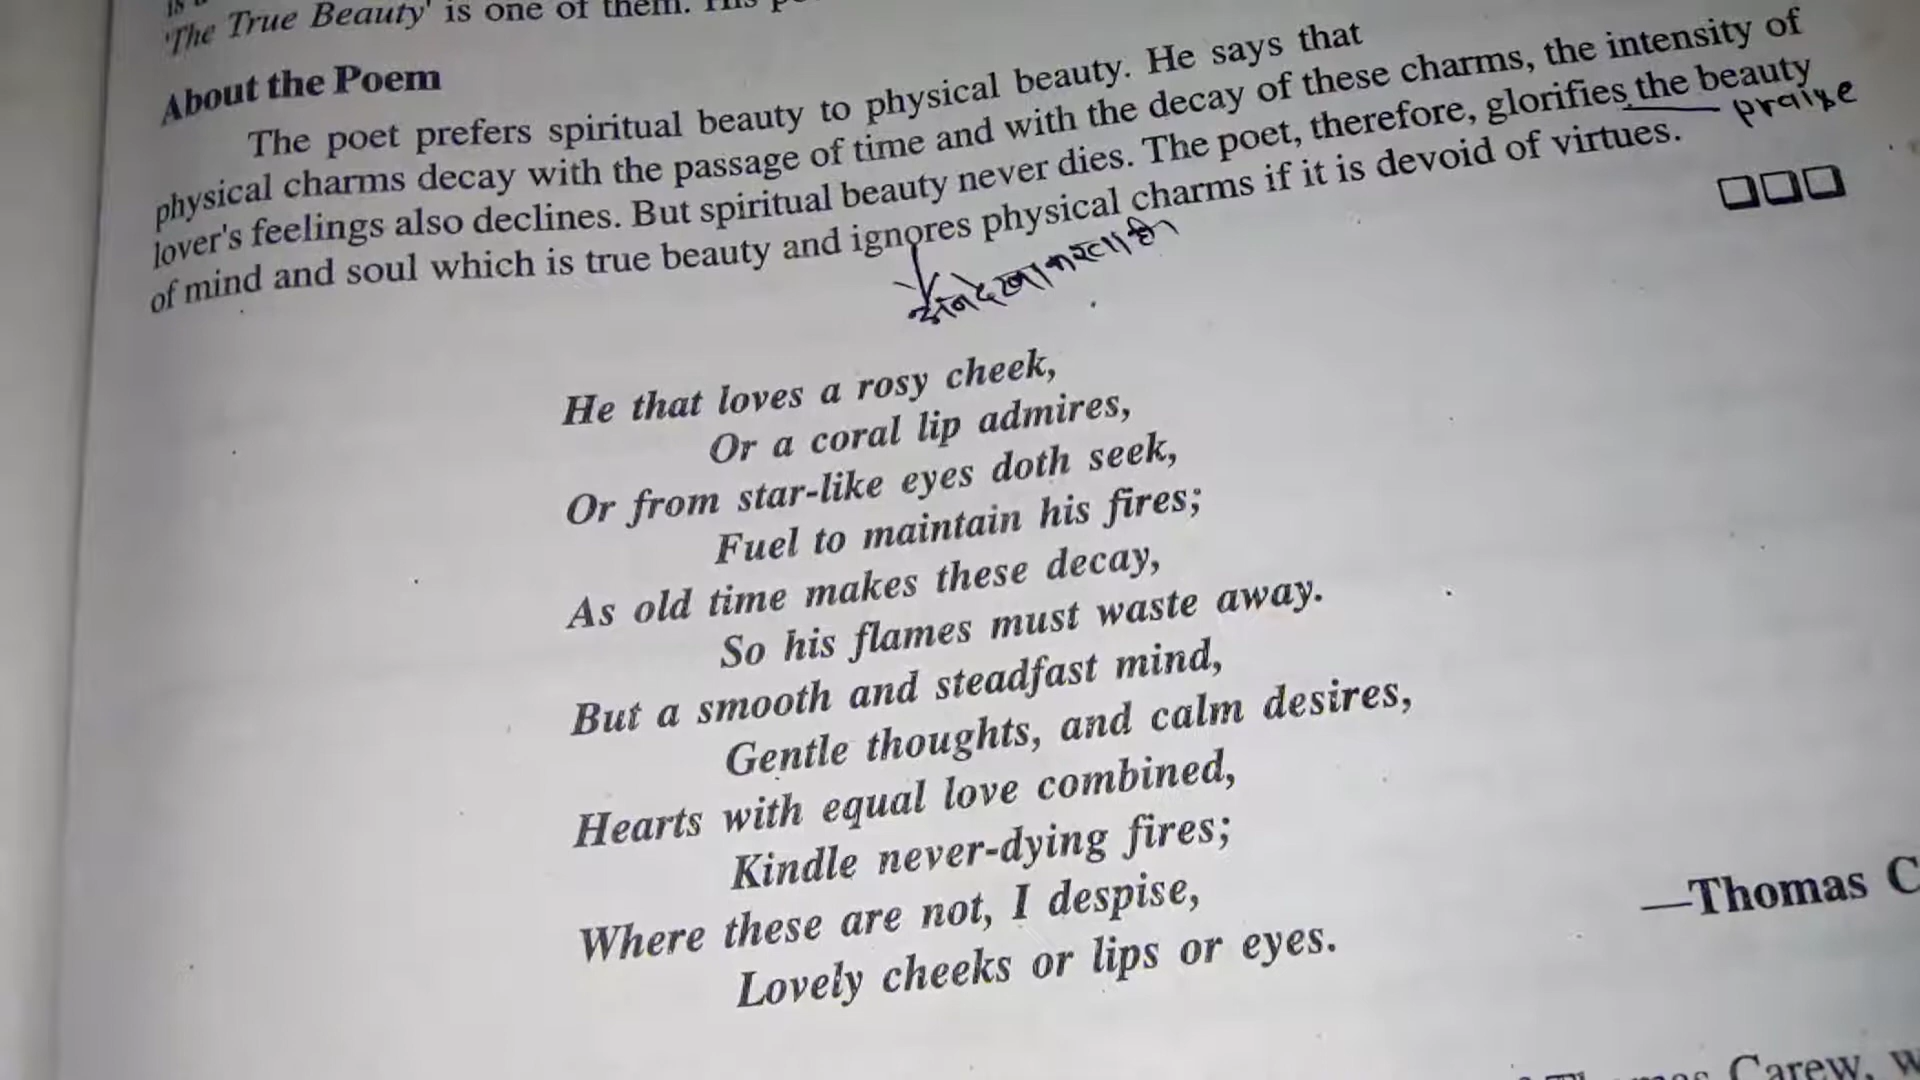 'The True Beauty' is one of them. His
About the Poem
The poet prefers spiritual beauty to physical beauty. He says that
physical charms decay with the passage of time and with the decay of these charms, the intensity of
lover's feelings also declines. But spiritual beauty never dies. The poet, therefore, glorifies the beauty
praise
of mind and soul which is true beauty and ignores physical charms if it is devoid of virtues.
अनदेखा करता है
He that loves a rosy cheek,
Or a coral lip admires,
Or from star-like eyes doth seek,
Fuel to maintain his fires;
As old time makes these decay,
So his flames must waste away.
But a smooth and steadfast mind,
Gentle thoughts, and calm desires,
Hearts with equal love combined,
Kindle never-dying fires;
Where these are not, I despise,
Lovely cheeks or lips or eyes.
—Thomas C
Carew, w